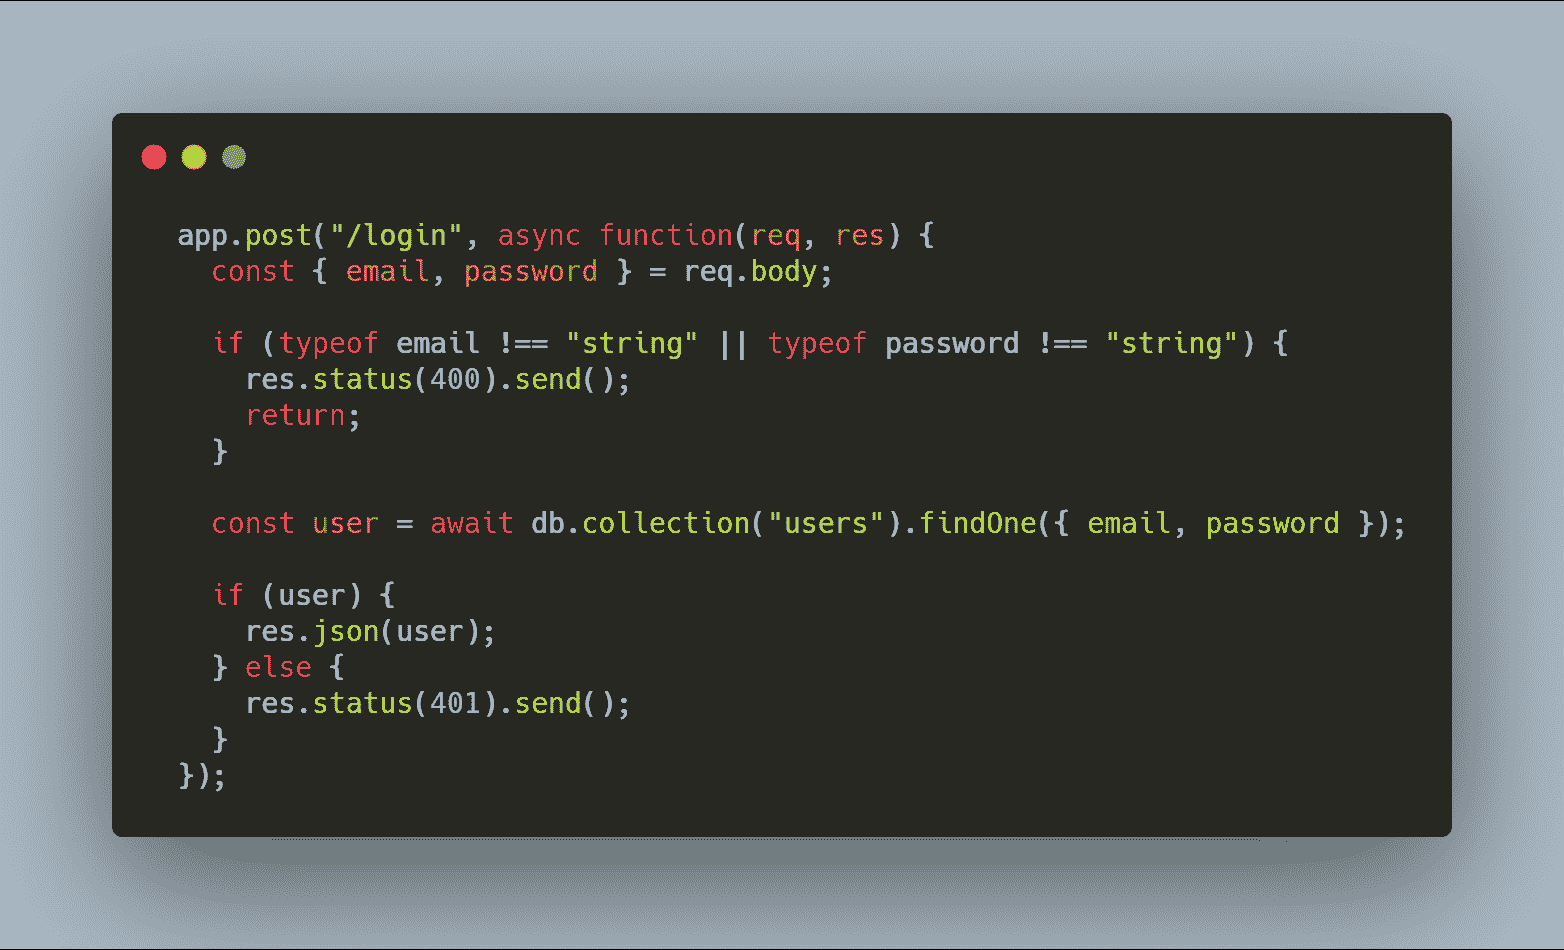 app.post("/login", async function(req, res) {
  const { email, password } = req.body;

  if (typeof email !== "string" || typeof password !== "string") {
    res.status(400).send();
    return;
  }

  const user = await db.collection("users").findOne({ email, password });

  if (user) {
    res.json(user);
  } else {
    res.status(401).send();
  }
});